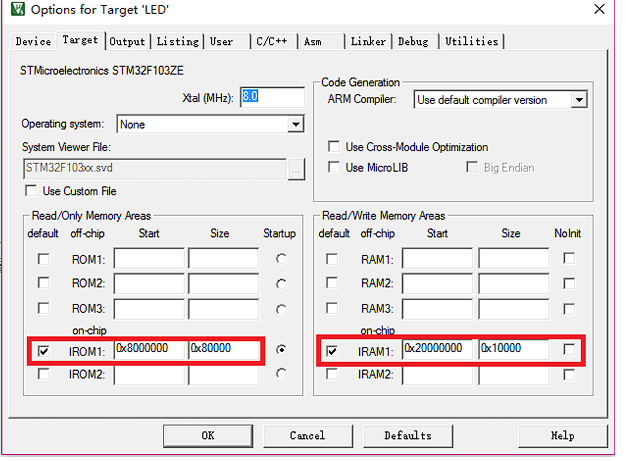 Options for Target 'LED'
Device Target Output Listing User C/C++ Asm Linker Debug Utilities
STMicroelectronics STM32F103ZE
Xtal (MHz): 8.0
Operating system: None
System Viewer File:
STM32F103xx.svd ...
Use Custom File
Code Generation
ARM Compiler: Use default compiler version
Use Cross-Module Optimization
Use MicroLIB Big Endian
Read/Only Memory Areas
default off-chip Start Size Startup
ROM1:
ROM2:
ROM3:
on-chip
IROM1: 0x8000000 0x80000
IROM2:
Read/Write Memory Areas
default off-chip Start Size NoInit
RAM1:
RAM2:
RAM3:
on-chip
IRAM1: 0x20000000 0x10000
IRAM2:
OK Cancel Defaults Help